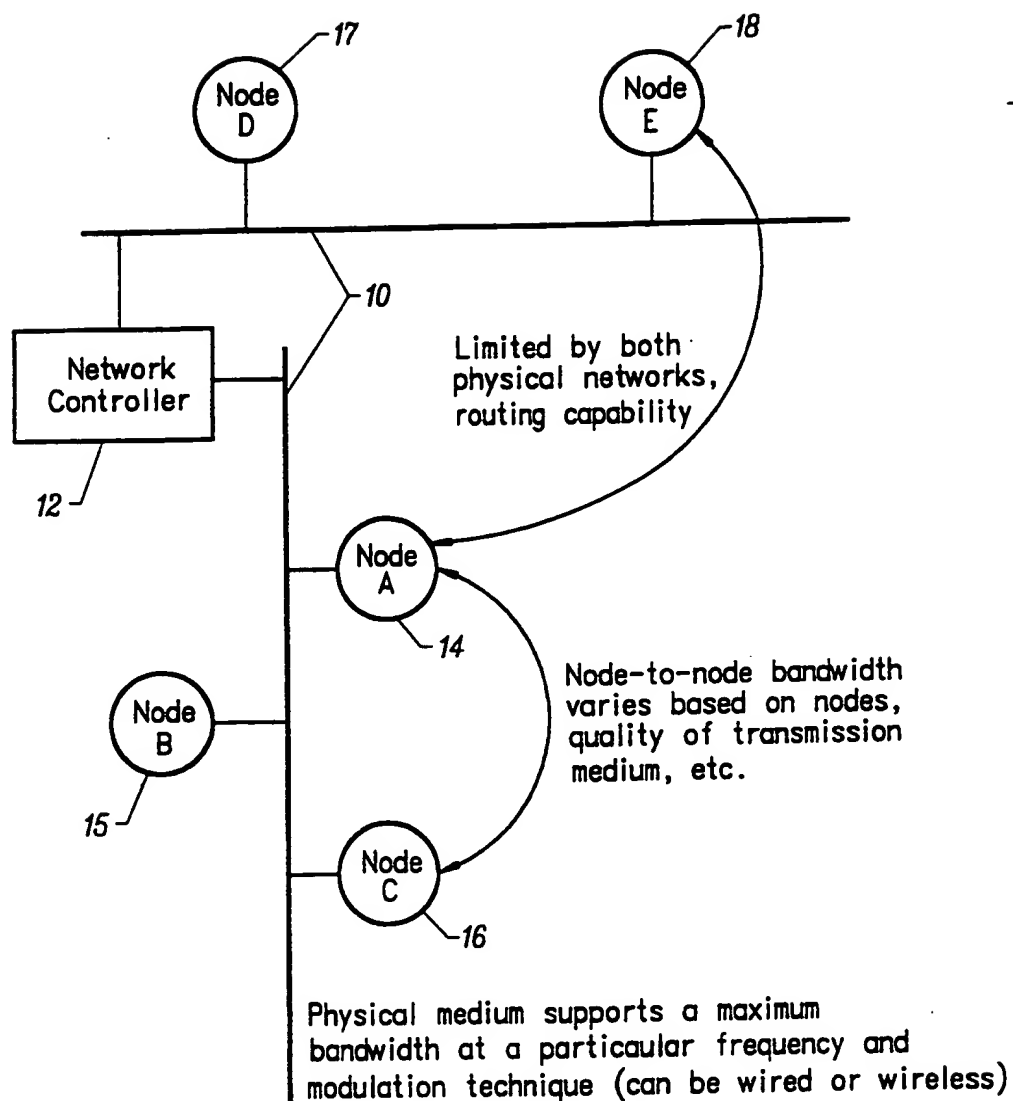 17
18
Node
D
Node
E
10
Network
Controller
12
Limited by both
physical networks,
routing capability
Node
A
14
Node-to-node bandwidth
varies based on nodes,
quality of transmission
medium, etc.
Node
B
15
Node
C
16
Physical medium supports a maximum
bandwidth at a particaular frequency and
modulation technique (can be wired or wireless)